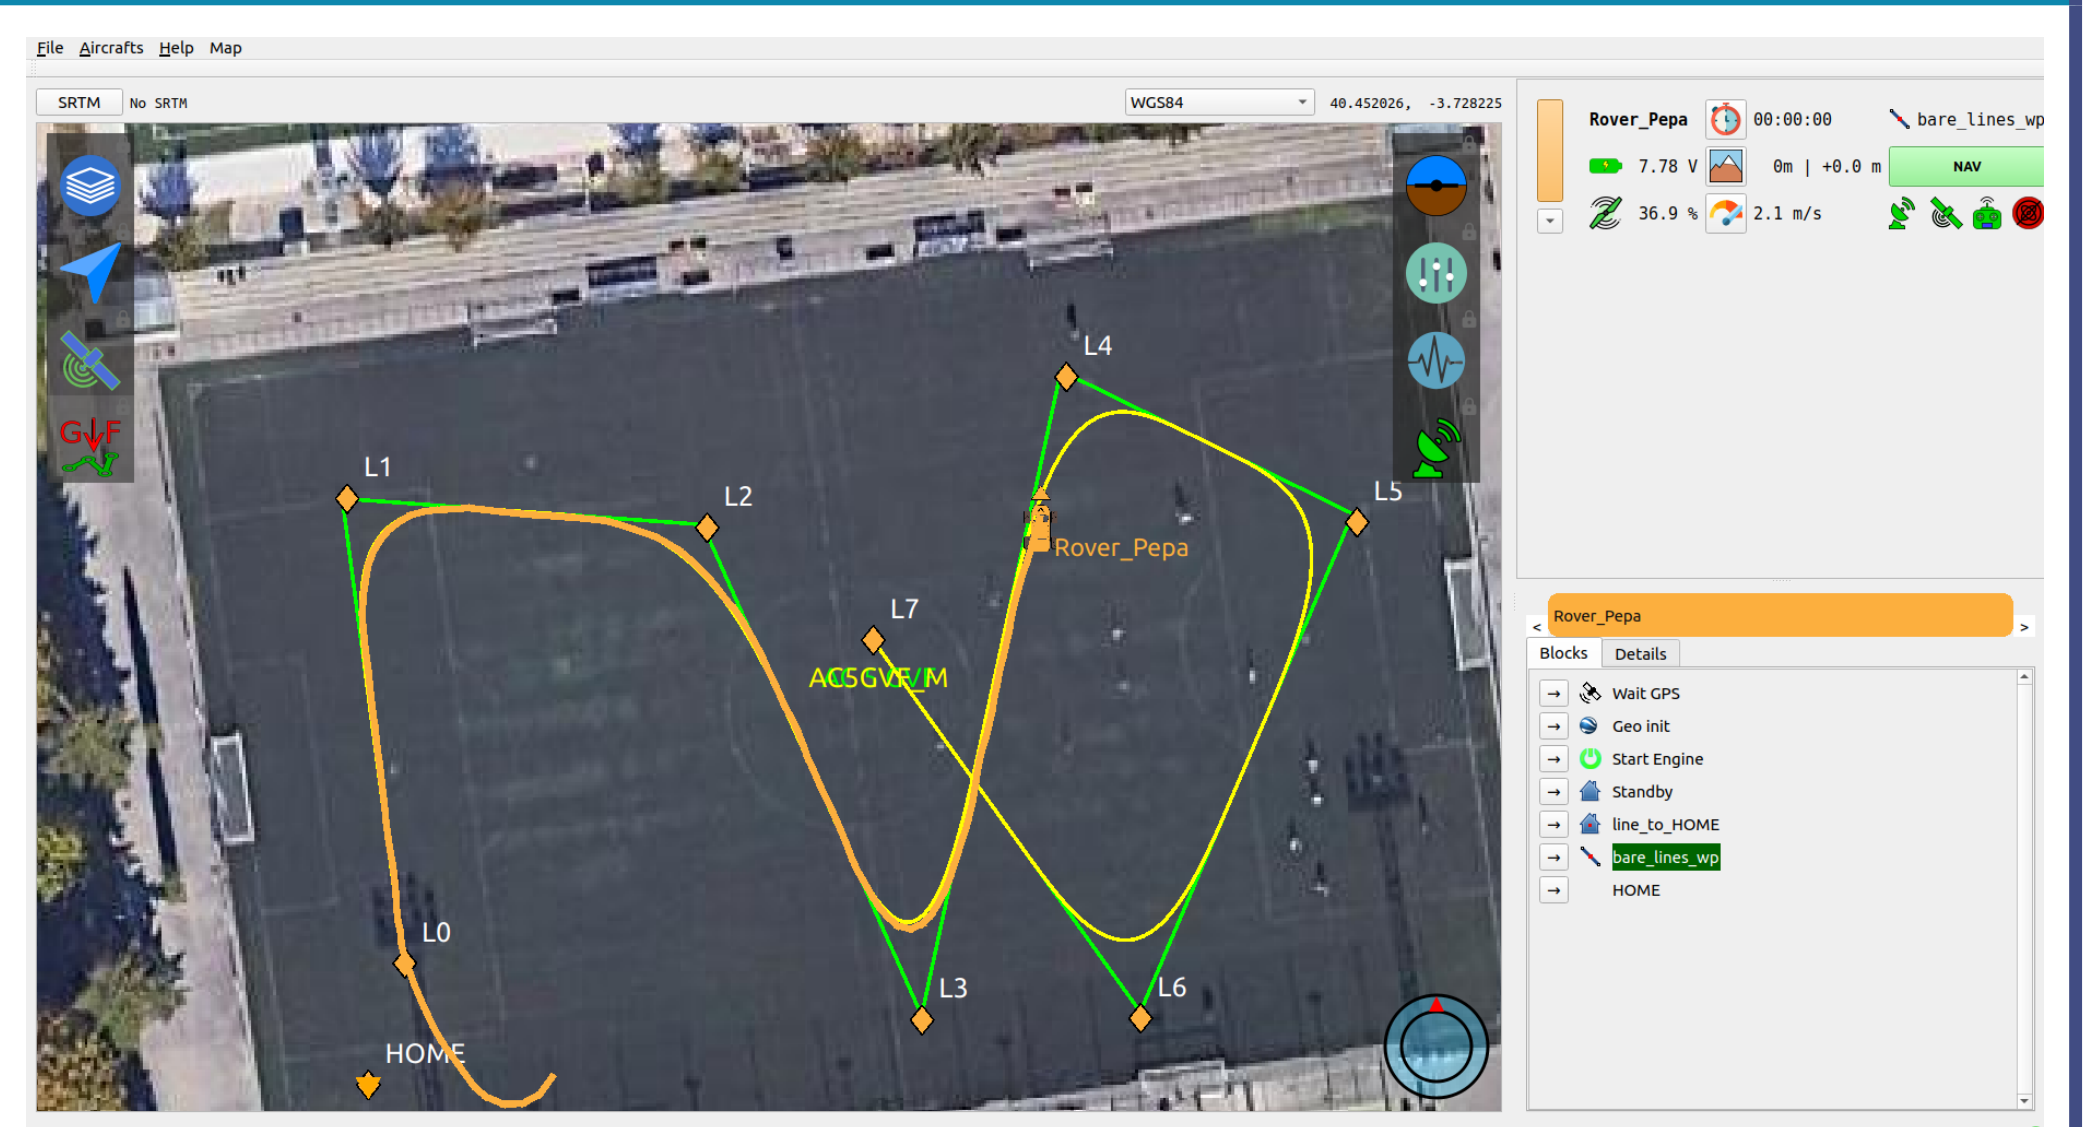 File Aircrafts Help Map
SRTM No SRTM WGS84 40.452026, -3.728225
Rover_Pepa 00:00:00 bare_lines_wp
7.78 V 0m | +0.0 m NAV
36.9 % 2.1 m/s
G F
L4
L1
L2
L5
Rover_Pepa
L7
L0
L3
L6
HOME
Rover_Pepa
< >
Blocks Details
→ Wait GPS
→ Geo init
→ Start Engine
→ Standby
→ line_to_HOME
→ bare_lines_wp
→ HOME